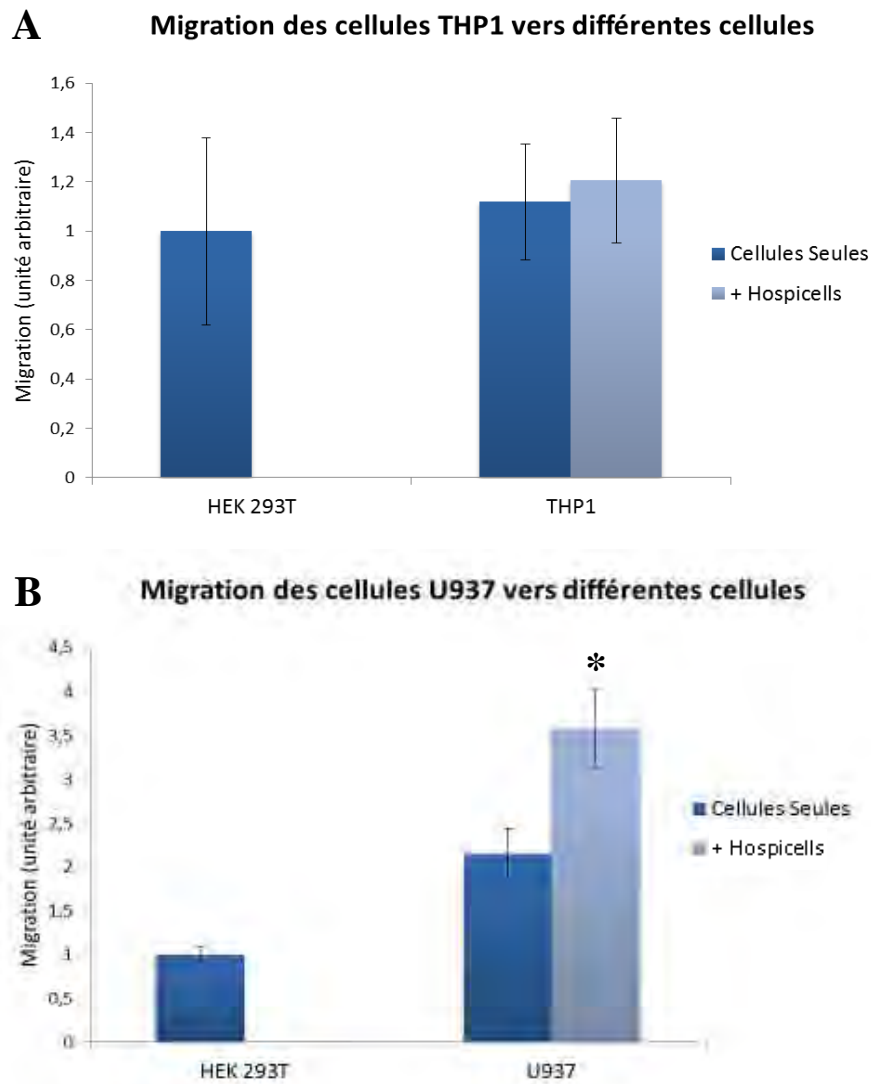 A
Migration des cellules THP1 vers différentes cellules
Migration (unité arbitraire)
1,6
1,4
1,2
1
0,8
0,6
0,4
0,2
0
HEK 293T
THP1
Cellules Seules
+ Hospicells
B
Migration des cellules U937 vers différentes cellules
Migration (unité arbitraire)
4,5
4
3,5
3
2,5
2
1,5
1
0,5
0
*
HEK 293T
U937
Cellules Seules
+ Hospicells